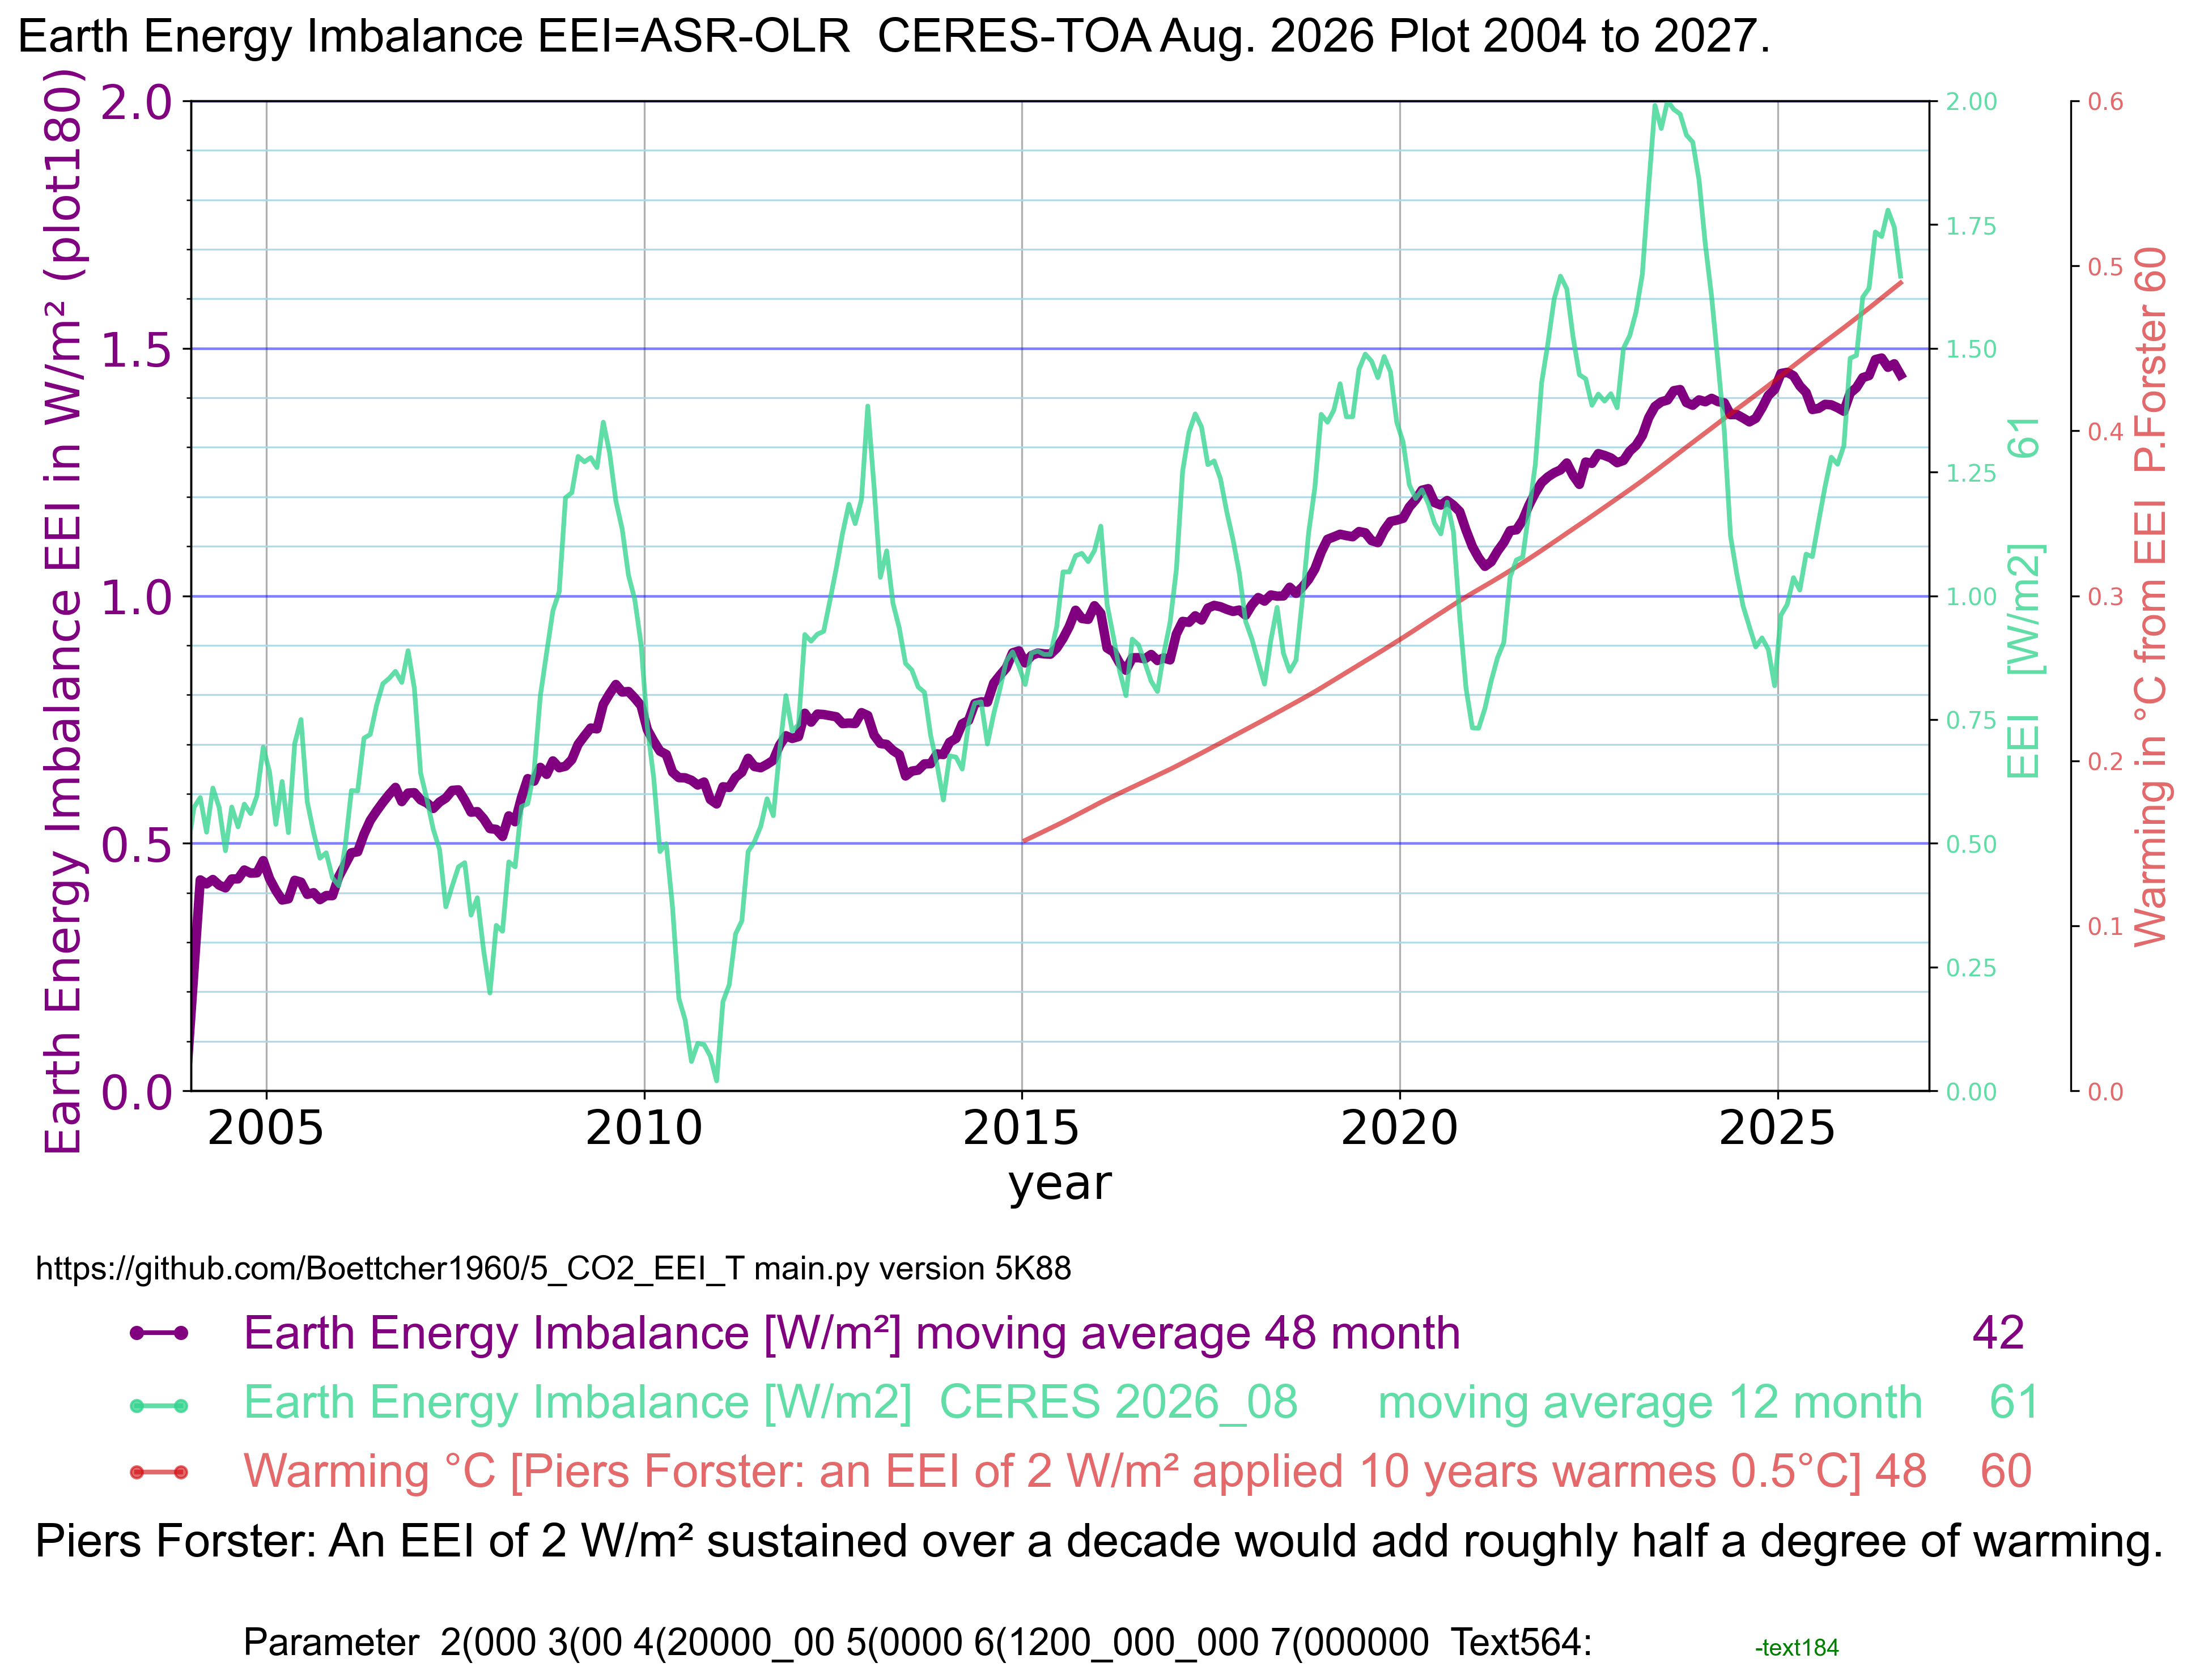 Earth Energy Imbalance EEI=ASR-OLR  CERES-TOA Aug. 2026 Plot 2004 to 2027.
Earth Energy Imbalance EEI in W/m² (plot180)
2.0
1.5
1.0
0.5
0.0
2005
2010
2015
2020
2025
year
2.00
1.75
1.50
1.25
1.00
0.75
0.50
0.25
0.00
EEI  [W/m2]    61
0.6
0.5
0.4
0.3
0.2
0.1
0.0
Warming  in  °C from EEI  P.Forster 60
https://github.com/Boettcher1960/5_CO2_EEI_T main.py version 5K88
Earth Energy Imbalance [W/m²] moving average 48 month 42
Earth Energy Imbalance [W/m2]  CERES 2026_08 moving average 12 month 61
Warming °C [Piers Forster: an EEI of 2 W/m² applied 10 years warmes 0.5°C] 48 60
Piers Forster: An EEI of 2 W/m² sustained over a decade would add roughly half a degree of warming.
Parameter  2(000 3(00 4(20000_00 5(0000 6(1200_000_000 7(000000  Text564: -text184